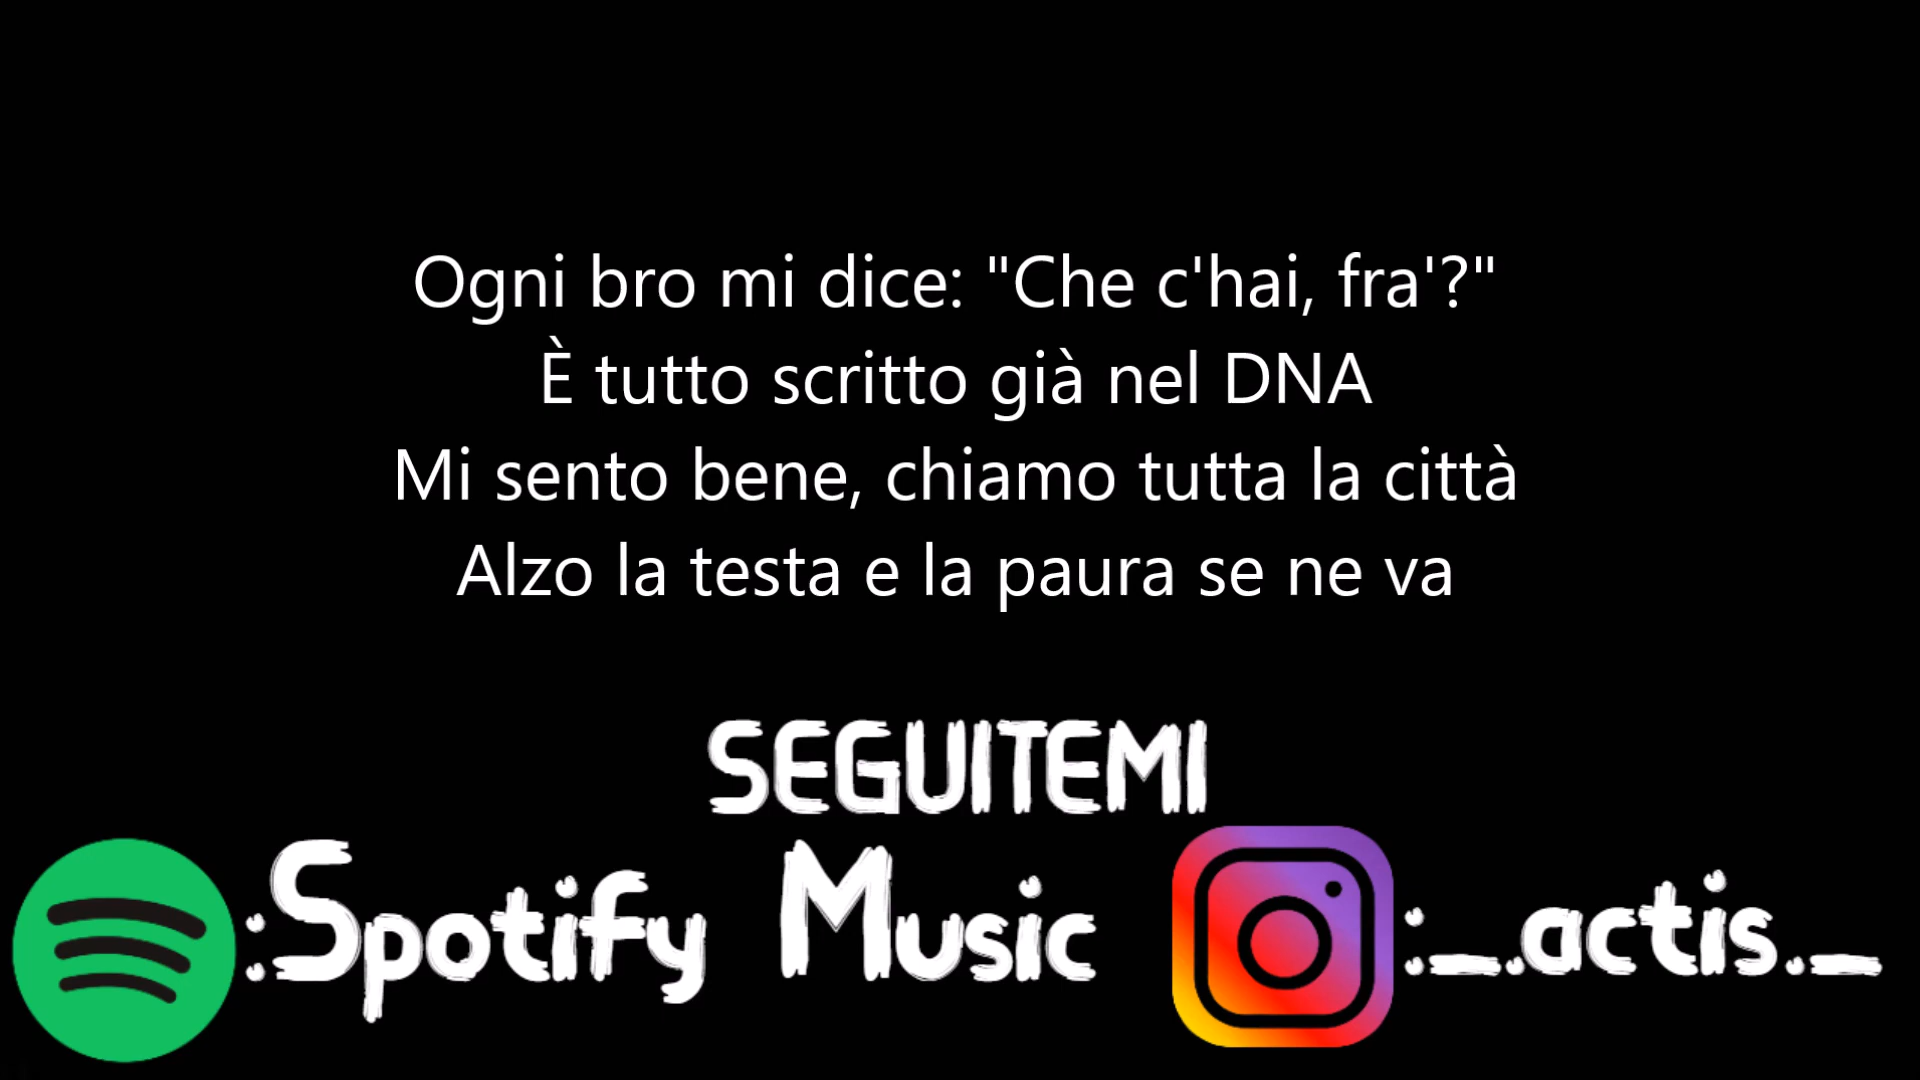 Ogni bro mi dice: "Che c'hai, fra'?"
È tutto scritto già nel DNA
Mi sento bene, chiamo tutta la città
Alzo la testa e la paura se ne va
SEGUITEMI
:Spotify Music :_.actis._